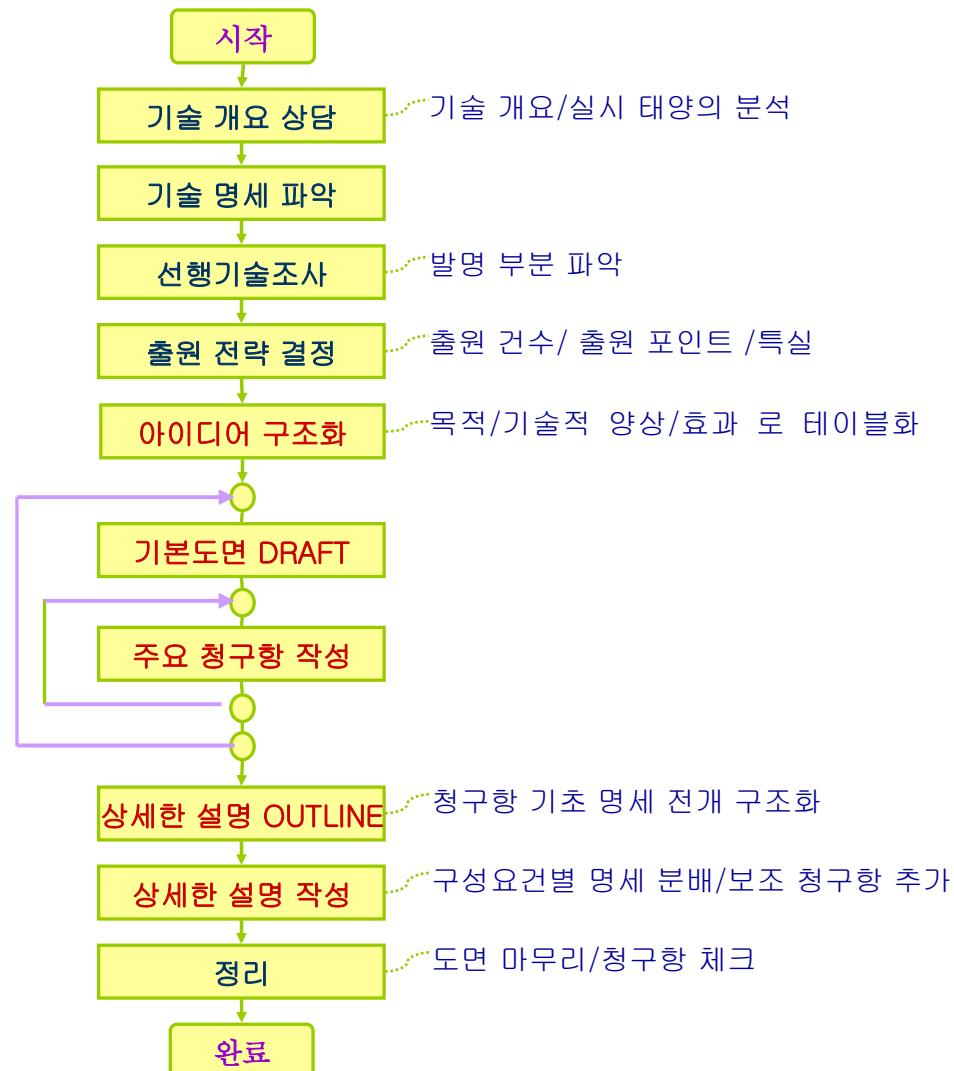 시작
기술 개요 상담
기술 개요/실시 태양의 분석
기술 명세 파악
선행기술조사
발명 부분 파악
출원 전략 결정
출원 건수/ 출원 포인트 /특실
아이디어 구조화
목적/기술적 양상/효과 로 테이블화
기본도면 DRAFT
주요 청구항 작성
상세한 설명 OUTLINE
청구항 기초 명세 전개 구조화
상세한 설명 작성
구성요건별 명세 분배/보조 청구항 추가
정리
도면 마무리/청구항 체크
완료